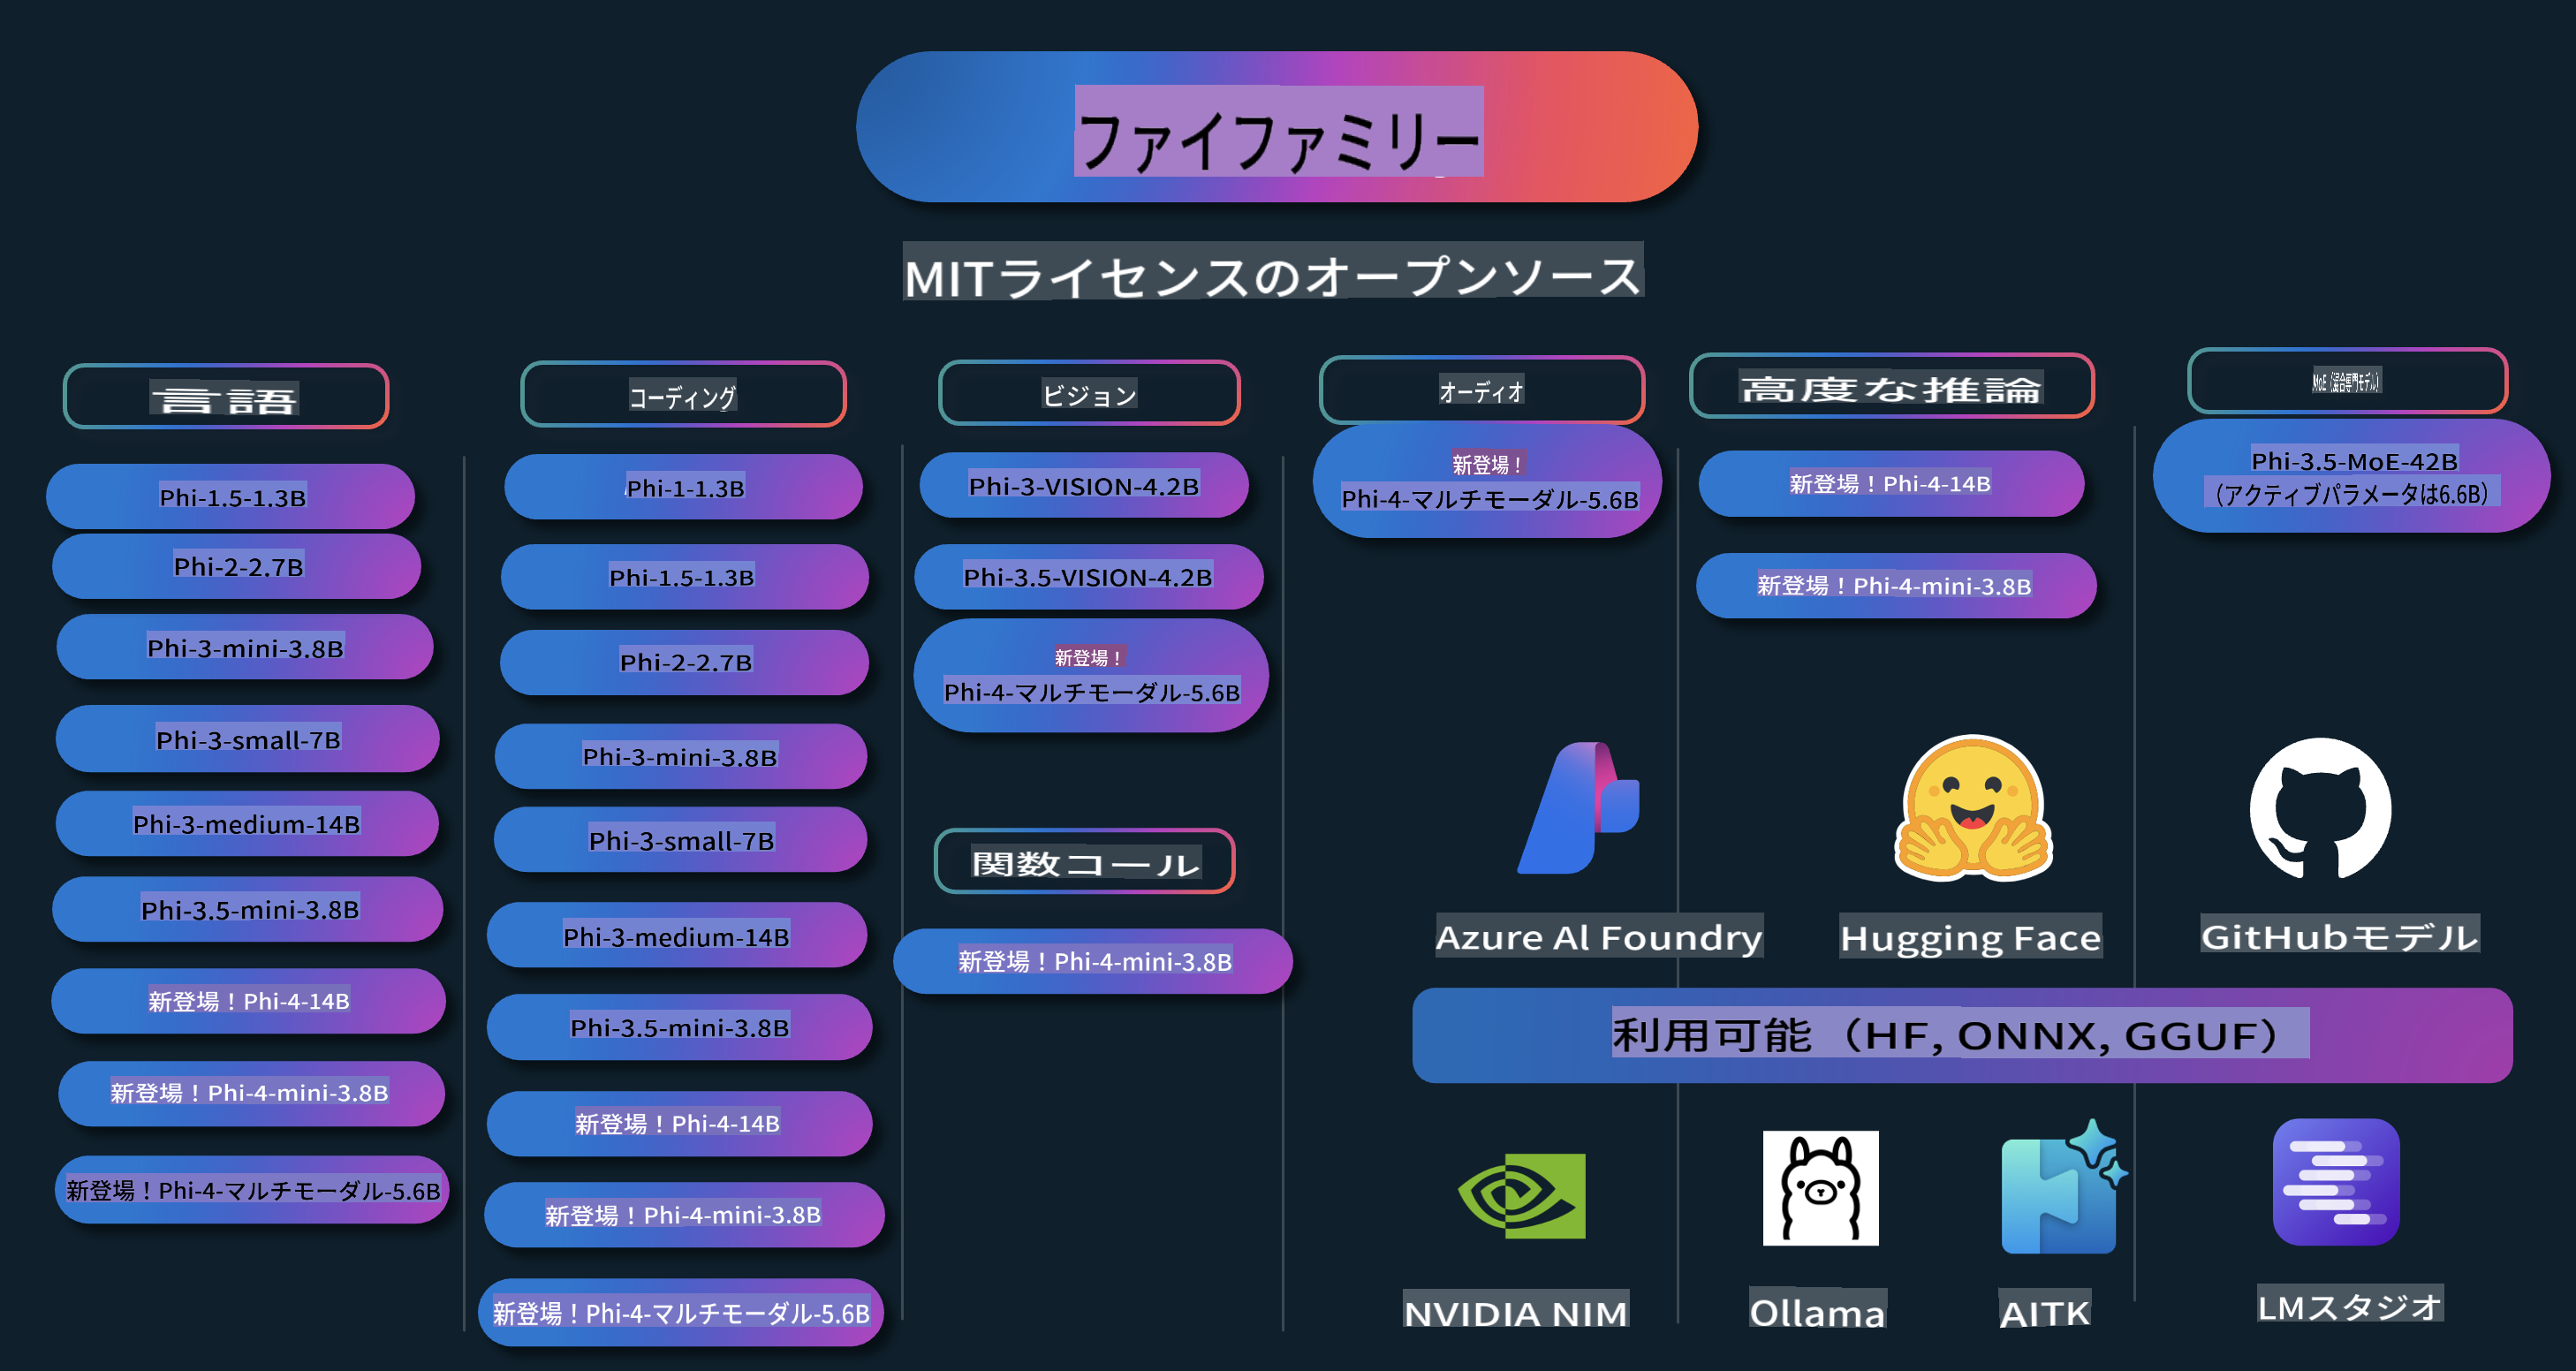 ファイファミリー
MITライセンスのオープンソース
言語
Phi-1.5-1.3B
Phi-2-2.7B
Phi-3-mini-3.8B
Phi-3-small-7B
Phi-3-medium-14B
Phi-3.5-mini-3.8B
新登場！Phi-4-14B
新登場！Phi-4-mini-3.8B
新登場！Phi-4-マルチモーダル-5.6B
コーディング
Phi-1-1.3B
Phi-1.5-1.3B
Phi-2-2.7B
Phi-3-mini-3.8B
Phi-3-small-7B
Phi-3-medium-14B
Phi-3.5-mini-3.8B
新登場！Phi-4-14B
新登場！Phi-4-mini-3.8B
新登場！Phi-4-マルチモーダル-5.6B
ビジョン
Phi-3-VISION-4.2B
Phi-3.5-VISION-4.2B
新登場！
Phi-4-マルチモーダル-5.6B
関数コール
新登場！Phi-4-mini-3.8B
オーディオ
新登場！
Phi-4-マルチモーダル-5.6B
高度な推論
新登場！Phi-4-14B
新登場！Phi-4-mini-3.8B
MoE（混合専門モデル）
Phi-3.5-MoE-42B
（アクティブパラメータは6.6B）
Azure Al Foundry
Hugging Face
GitHubモデル
利用可能（HF, ONNX, GGUF）
NVIDIA NIM
Ollama
AITK
LMスタジオ